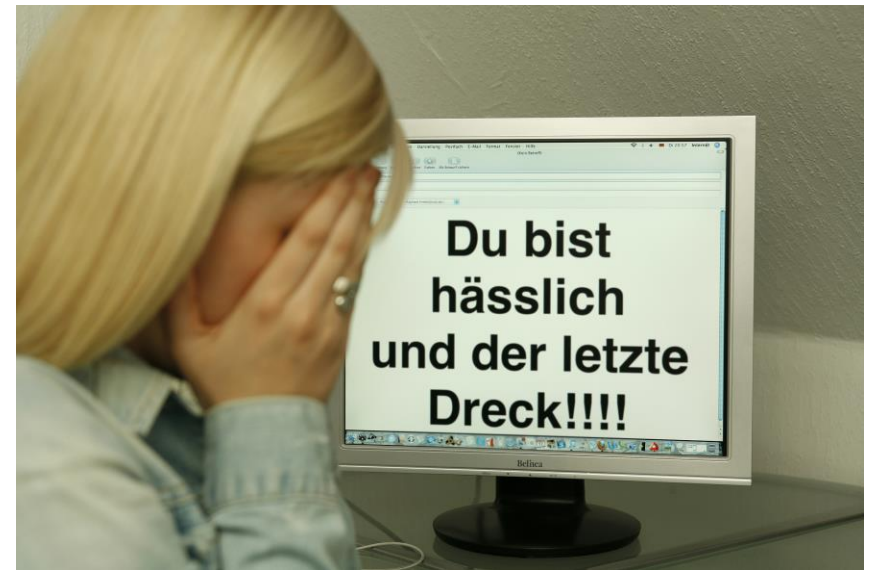 Du bist
hässlich
und der letzte
Dreck!!!!
Belinea